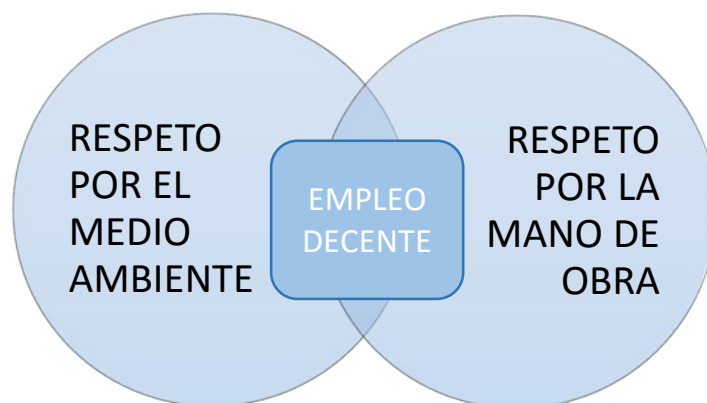 RESPETO
POR EL
MEDIO
AMBIENTE
EMPLEO
DECENTE
RESPETO
POR LA
MANO DE
OBRA